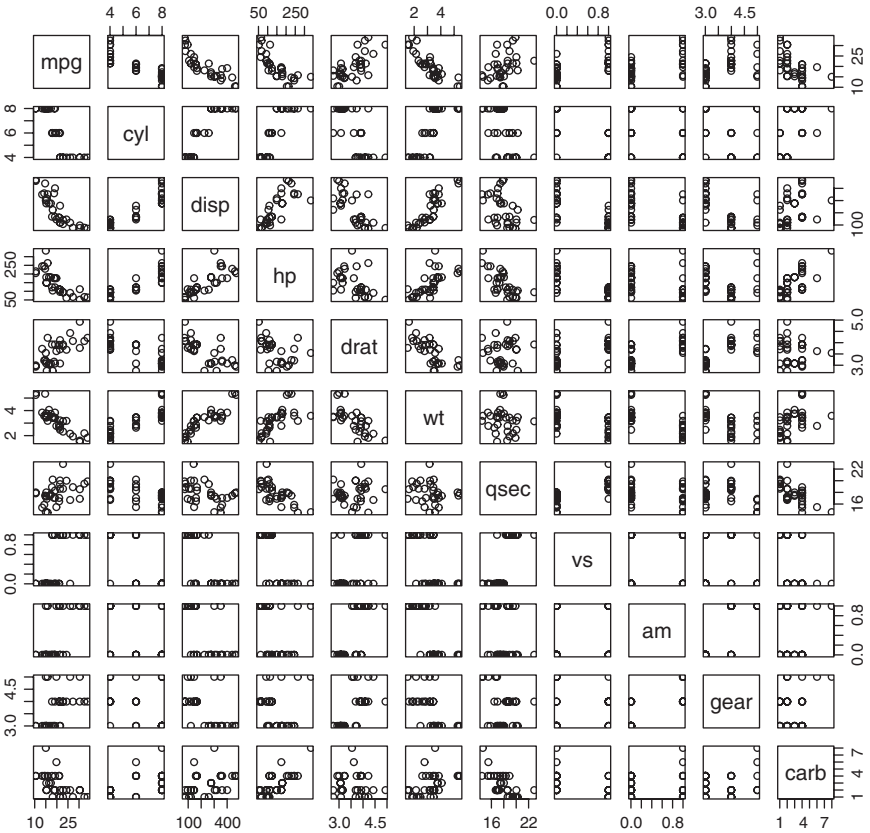 4 6 8 50 250 2 4 0.0 0.8 3.0 4.5
mpg 10 25
4 6 8 cyl
disp 100
50 250 hp
drat 3.0 5.0
2 4 wt
qsec 16 22
0.0 0.8 vs
am 0.0 0.8
3.0 4.5 gear
carb 1 4 7
10 25 100 400 3.0 4.5 16 22 0.0 0.8 1 4 7